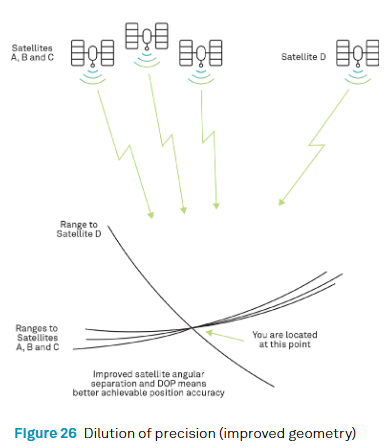 Satellites
A, B and C
Satellite D
Range to
Satellite D
Ranges to
Satellites
A, B and C
You are located
at this point
Improved satellite angular
separation and DOP means
better achievable position accuracy
Figure 26 Dilution of precision (improved geometry)